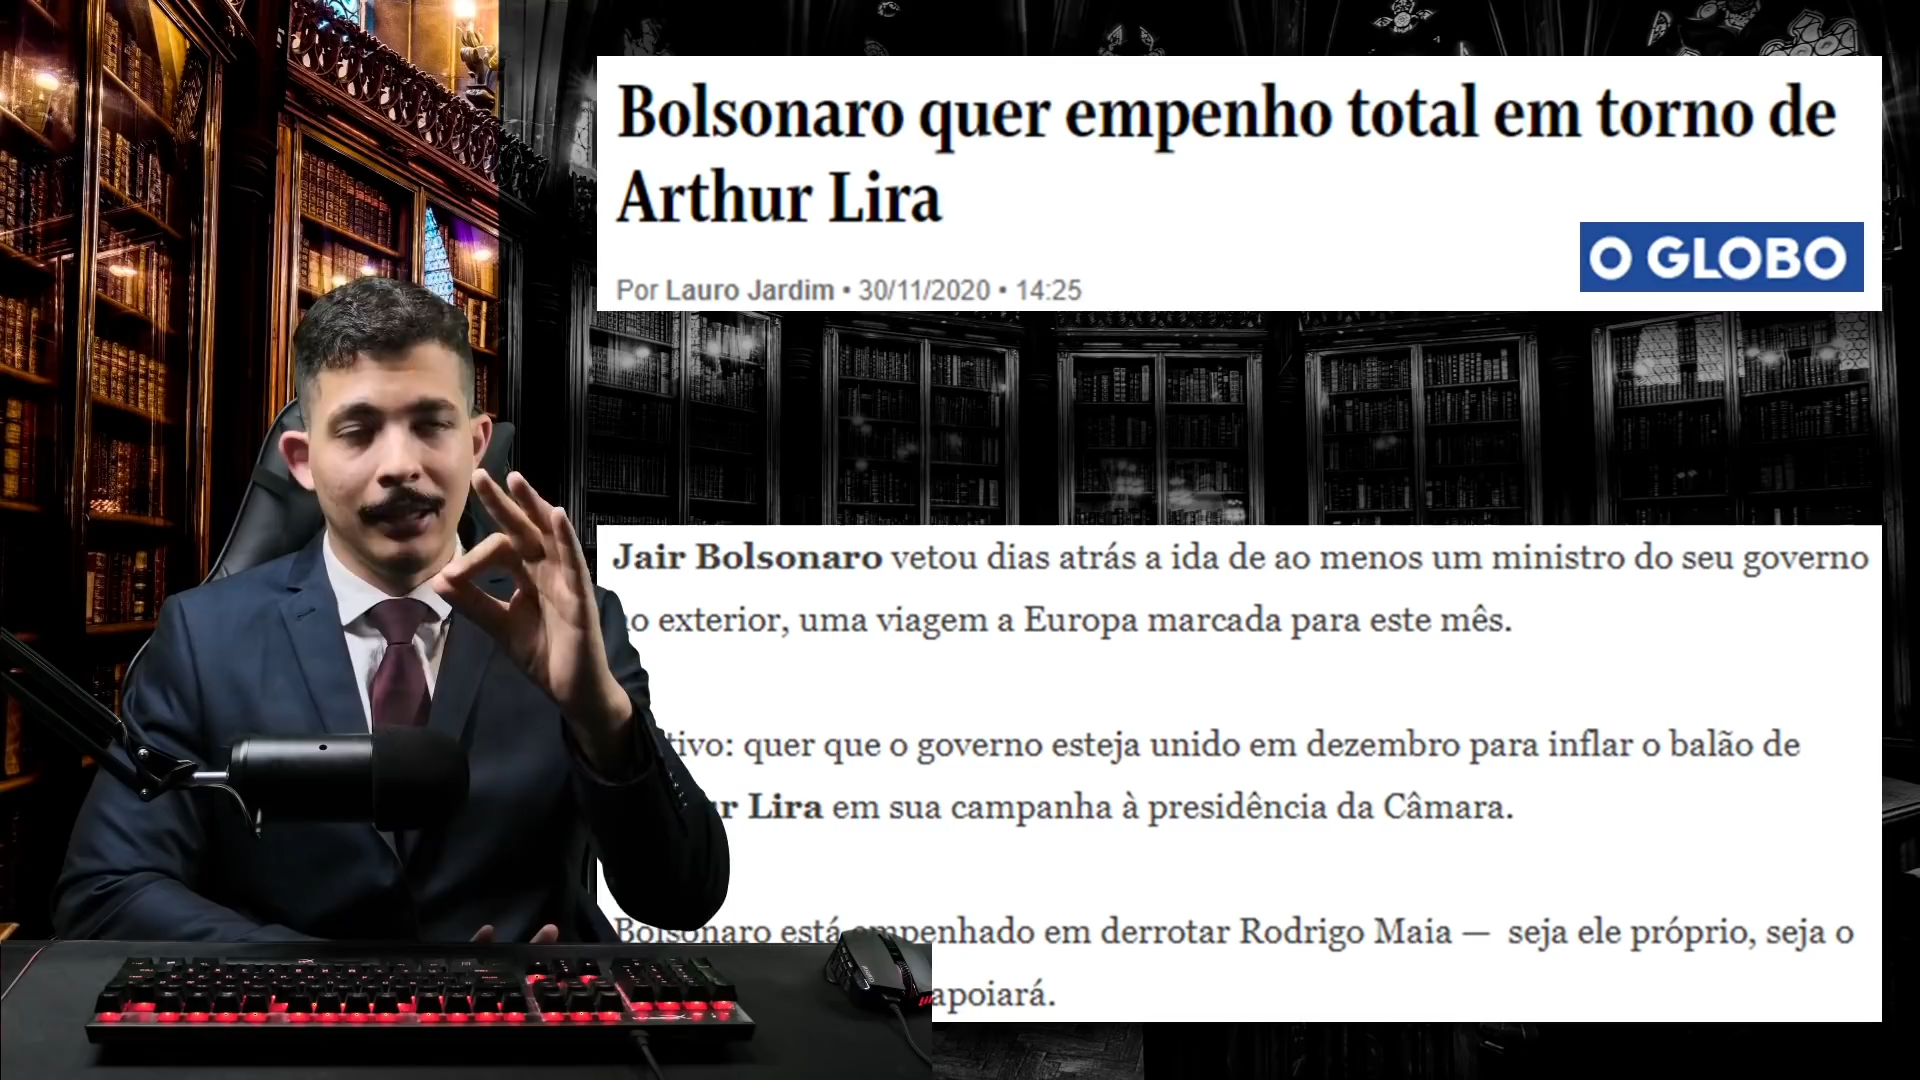 Bolsonaro quer empenho total em torno de
Arthur Lira
O GLOBO
Por Lauro Jardim • 30/11/2020 • 14:25
Jair Bolsonaro vetou dias atrás a ida de ao menos um ministro do seu governo
exterior, uma viagem a Europa marcada para este mês.
quer que o governo esteja unido em dezembro para inflar o balão de
Lira em sua campanha à presidência da Câmara.
Bolsonaro está empenhado em derrotar Rodrigo Maia — seja ele próprio, seja o
apoiará.